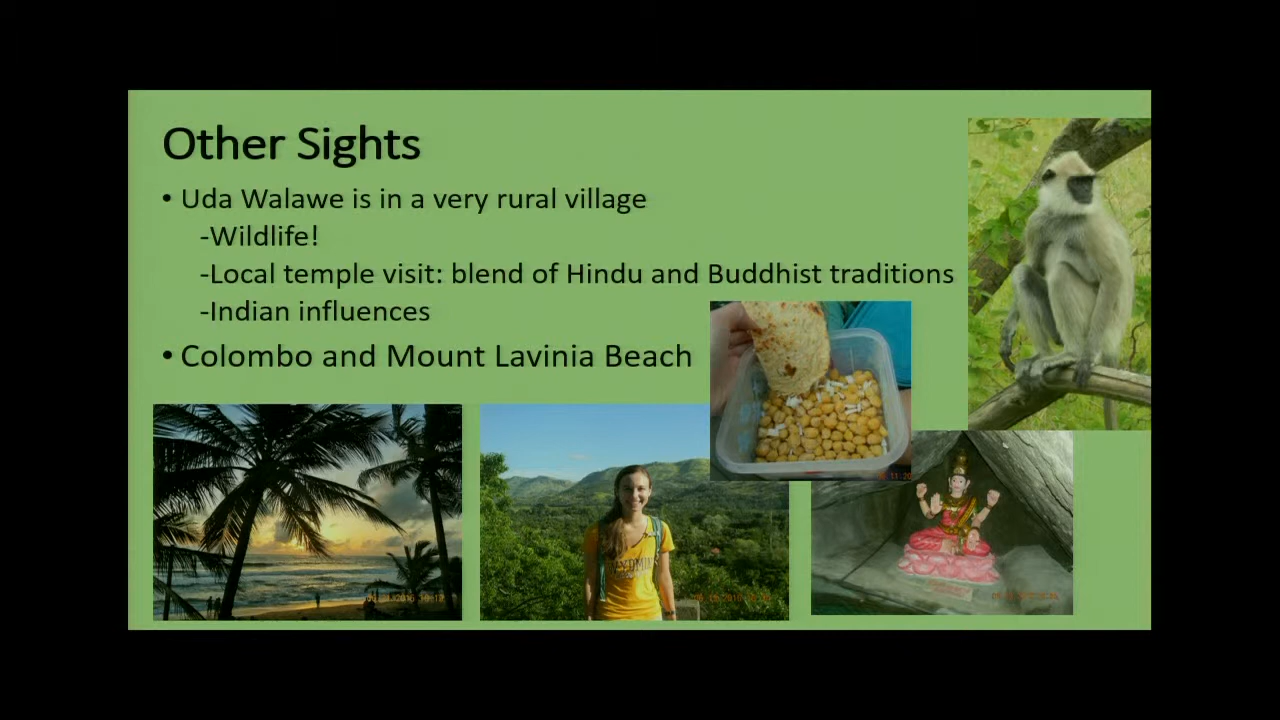 Other Sights
• Uda Walawe is in a very rural village
-Wildlife!
-Local temple visit: blend of Hindu and Buddhist traditions
-Indian influences
• Colombo and Mount Lavinia Beach